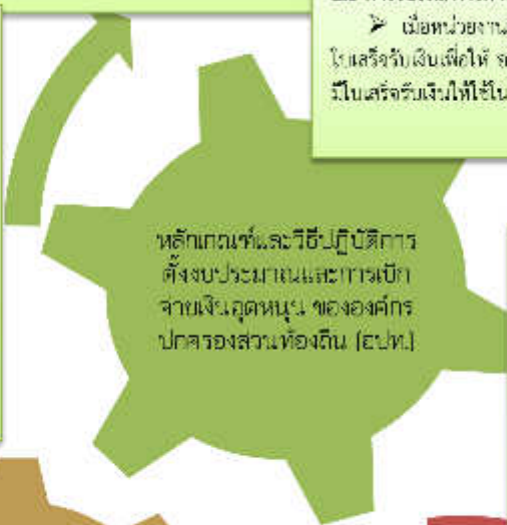 ➢ เมื่อหน่วยงาน
ใบเสร็จรับเงินเพื่อให้
มีใบเสร็จรับเงินให้ใช้ใบ
หลักเกณฑ์และวิธีปฏิบัติการ
ตั้งงบประมาณและการเบิก
จ่ายเงินอุดหนุน ขององค์กร
ปกครองส่วนท้องถิ่น (อปท.)